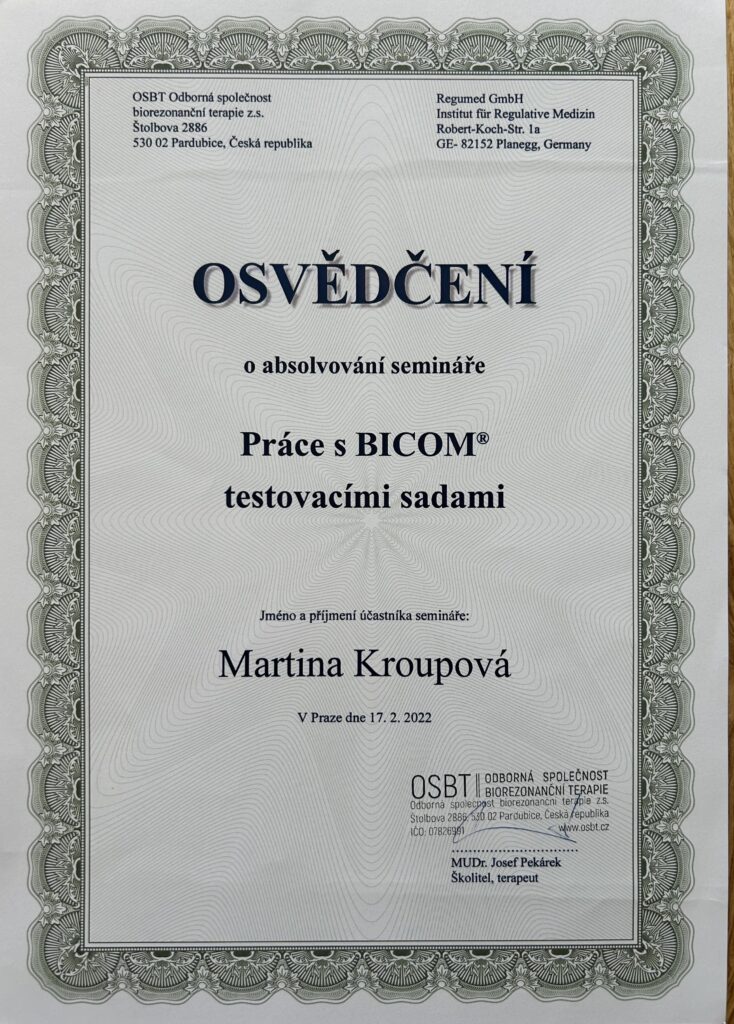 OSBT Odborná společnost
biorezonanční terapie z.s.
Štolbova 2886
530 02 Pardubice, Česká republika
Regumed GmbH
Institut für Regulative Medizin
Robert-Koch-Str. 1a
GE- 82152 Planegg, Germany
OSVĚDČENÍ
o absolvování semináře
Práce s BICOM®
testovacími sadami
Jméno a příjmení účastníka semináře:
Martina Kroupová
V Praze dne 17. 2. 2022
OSBT ODBORNÁ SPOLEČNOST
BIOREZONANČNÍ TERAPIE
Odborná společnost biorezonanční terapie z.s.
Štolbova 2886, 530 02 Pardubice, Česká republika
IČO: 07826991 www.osbt.cz
MUDr. Josef Pekárek
Školitel, terapeut